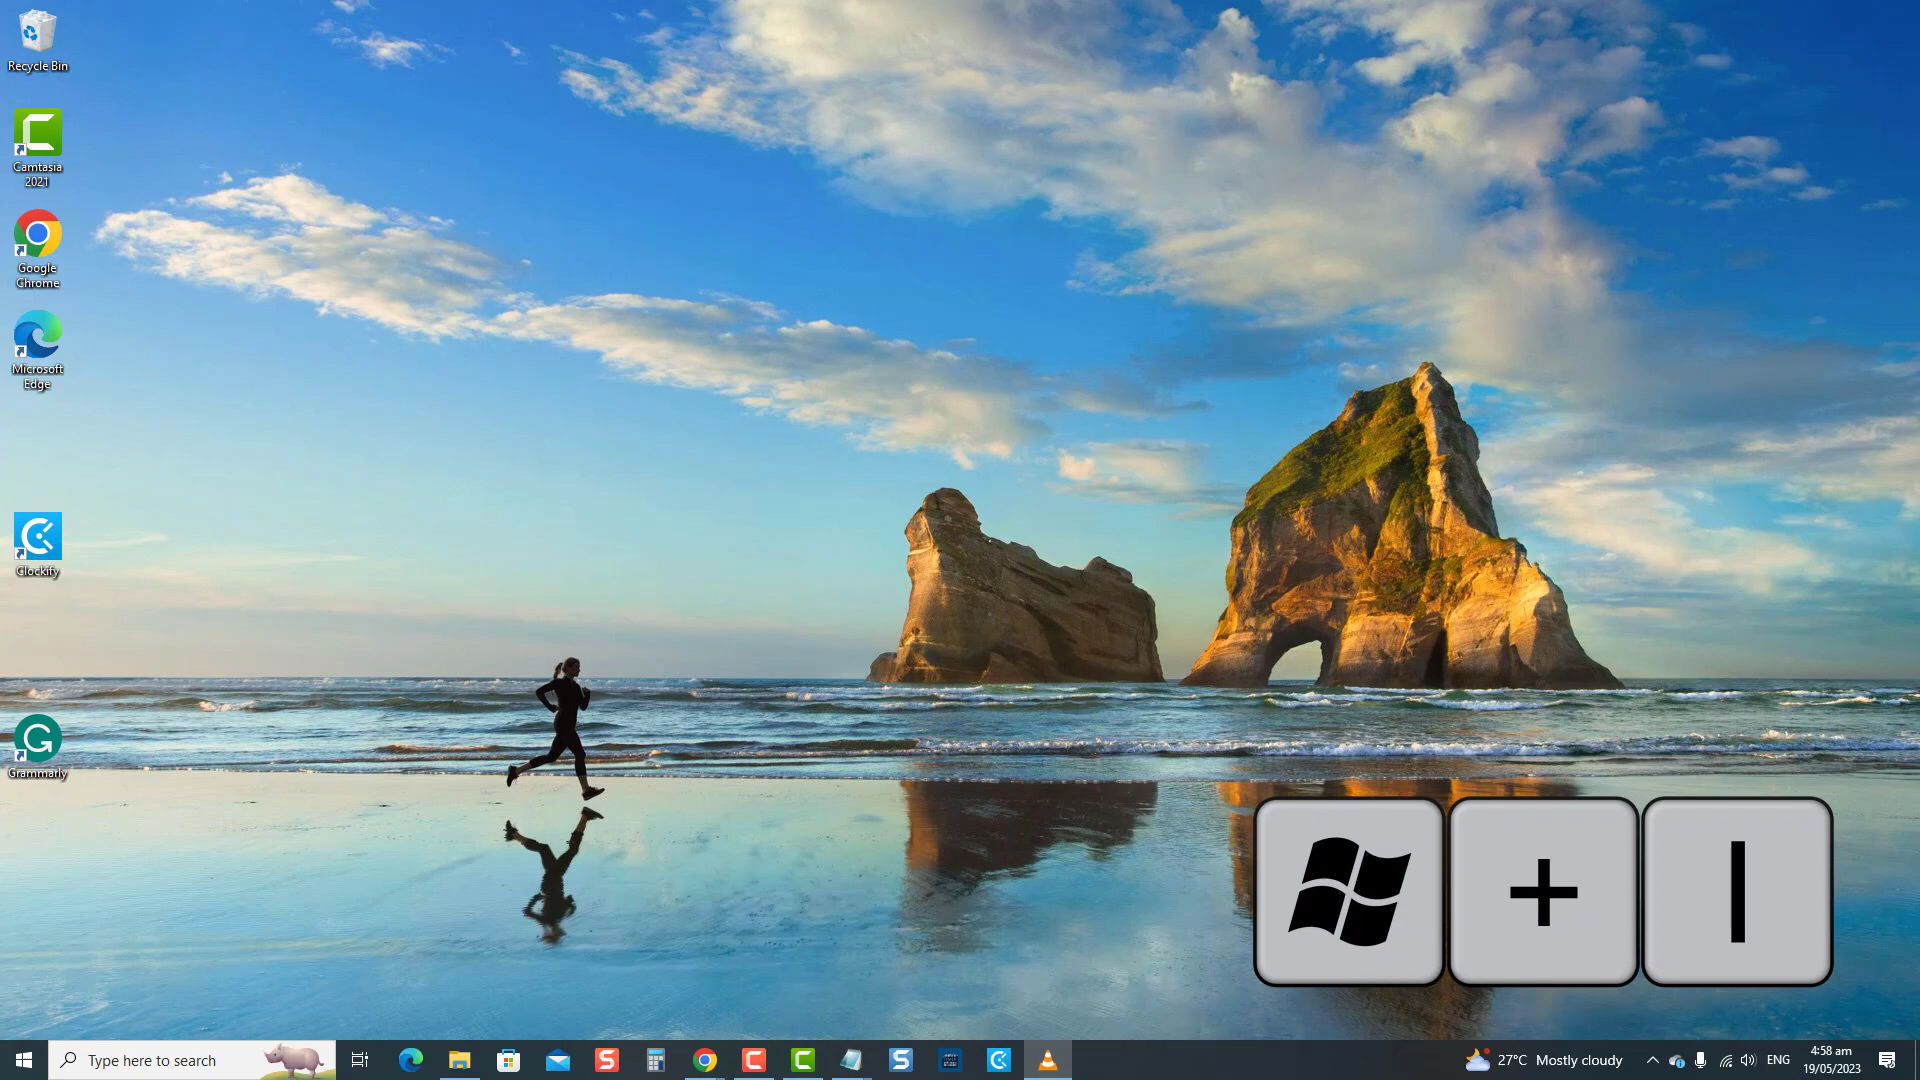 Recycle Bin
Camtasia
2021
Google
Chrome
Microsoft
Edge
Clockify
Grammarly
+ I
Type here to search
27°C Mostly cloudy
ENG
4:58 am
19/05/2023